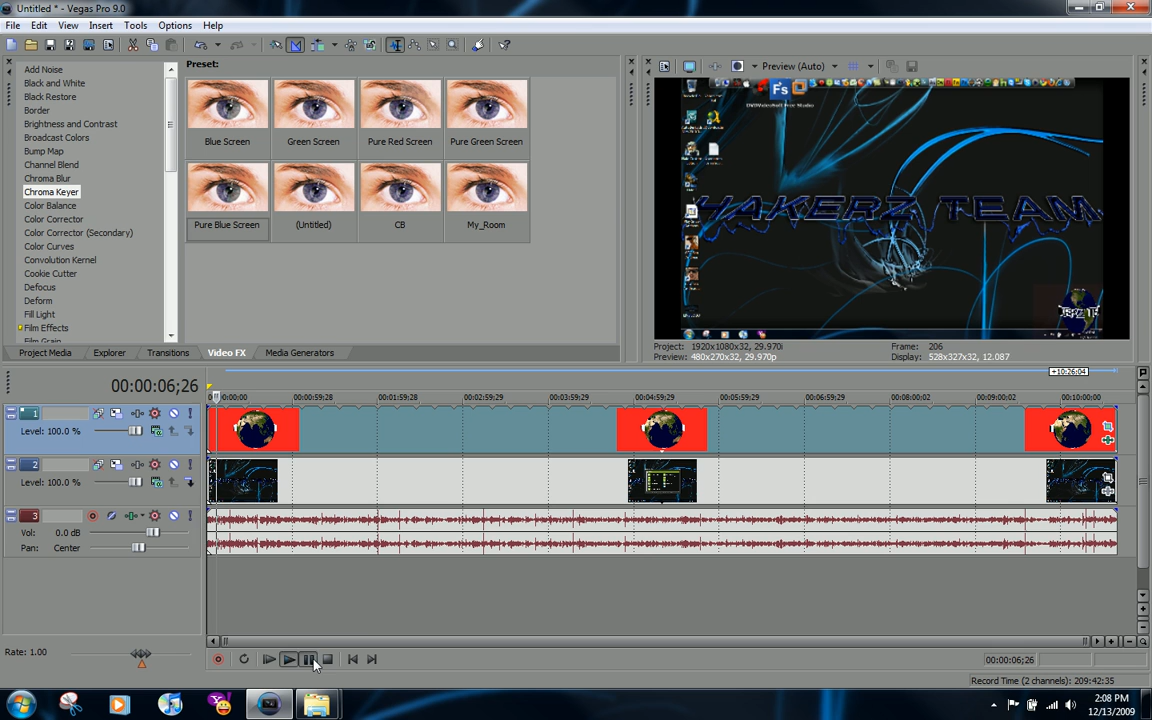 Untitled * - Vegas Pro 9.0
File Edit View Insert Tools Options Help
Add Noise
Black and White
Black Restore
Border
Brightness and Contrast
Broadcast Colors
Bump Map
Channel Blend
Chroma Blur
Chroma Keyer
Color Balance
Color Corrector
Color Corrector (Secondary)
Color Curves
Convolution Kernel
Cookie Cutter
Defocus
Deform
Fill Light
Film Effects
Film Grain
Preset:
Blue Screen Green Screen Pure Red Screen Pure Green Screen
Pure Blue Screen (Untitled) CB My_Room
Project Media Explorer Transitions Video FX Media Generators
Preview (Auto)
Fs
HAKERZ TEAM
Project: 1920x1080x32, 29.970i Frame: 206
Preview: 480x270x32, 29.970p Display: 528x327x32, 12.087
00:00:06;26
+10:26:04
00:00:59;28 00:01:59;28 00:02:59;29 00:03:59;29 00:04:59;29 00:05:59;29 00:06:59;29 00:08:00;02 00:09:00;02 00:10:00:00
1
Level: 100.0 %
2
Level: 100.0 %
3
Vol: 0.0 dB
Pan: Center
Rate: 1.00
00:00:06;26
Record Time (2 channels): 209:42:35
2:08 PM
12/13/2009